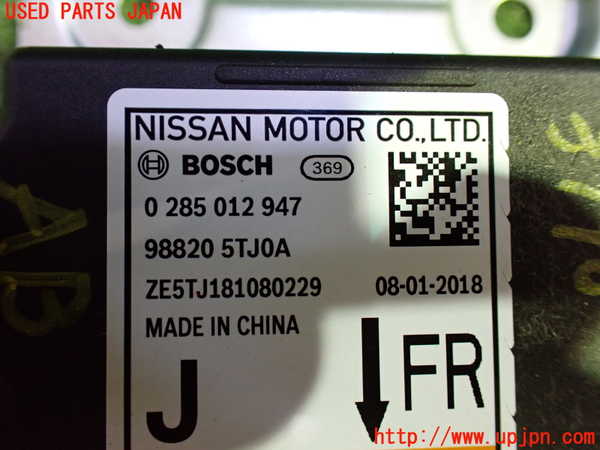 USED PARTS JAPAN
NISSAN MOTOR CO.,LTD.
BOSCH 369
0 285 012 947
98820 5TJ0A
ZE5TJ181080229 08-01-2018
MADE IN CHINA
J FR
AB
http://www.upjpn.com